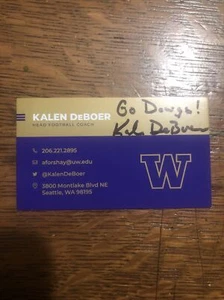 KALEN DeBOER
HEAD FOOTBALL COACH
Go Dawgs!
Kalen DeBoer
206.221.2895
aforshay@uw.edu
@KalenDeBoer
3800 Montlake Blvd NE
Seattle, WA 98195
W